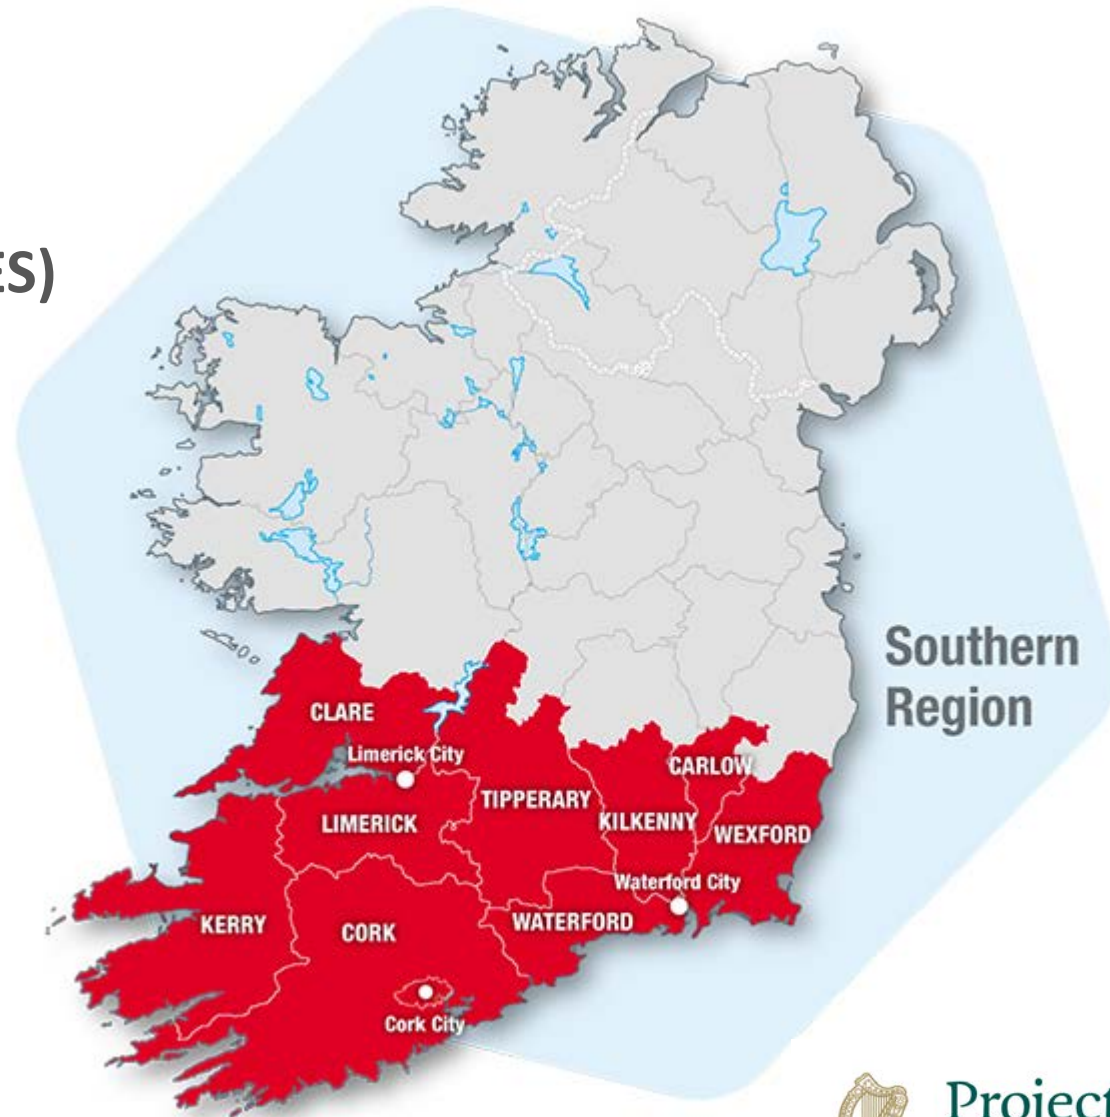 ES)
Southern
Region
CLARE
Limerick City
CARLOW
TIPPERARY
LIMERICK
KILKENNY
WEXFORD
Waterford City
KERRY
CORK
WATERFORD
Cork City
Project